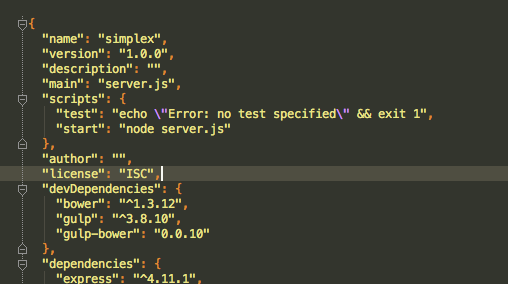 {
"name": "simplex",
"version": "1.0.0",
"description": "",
"main": "server.js",
"scripts": {
"test": "echo \"Error: no test specified\" && exit 1",
"start": "node server.js"
},
"author": "",
"license": "ISC",
"devDependencies": {
"bower": "^1.3.12",
"gulp": "^3.8.10",
"gulp-bower": "0.0.10"
},
"dependencies": {
"express": "^4.11.1",